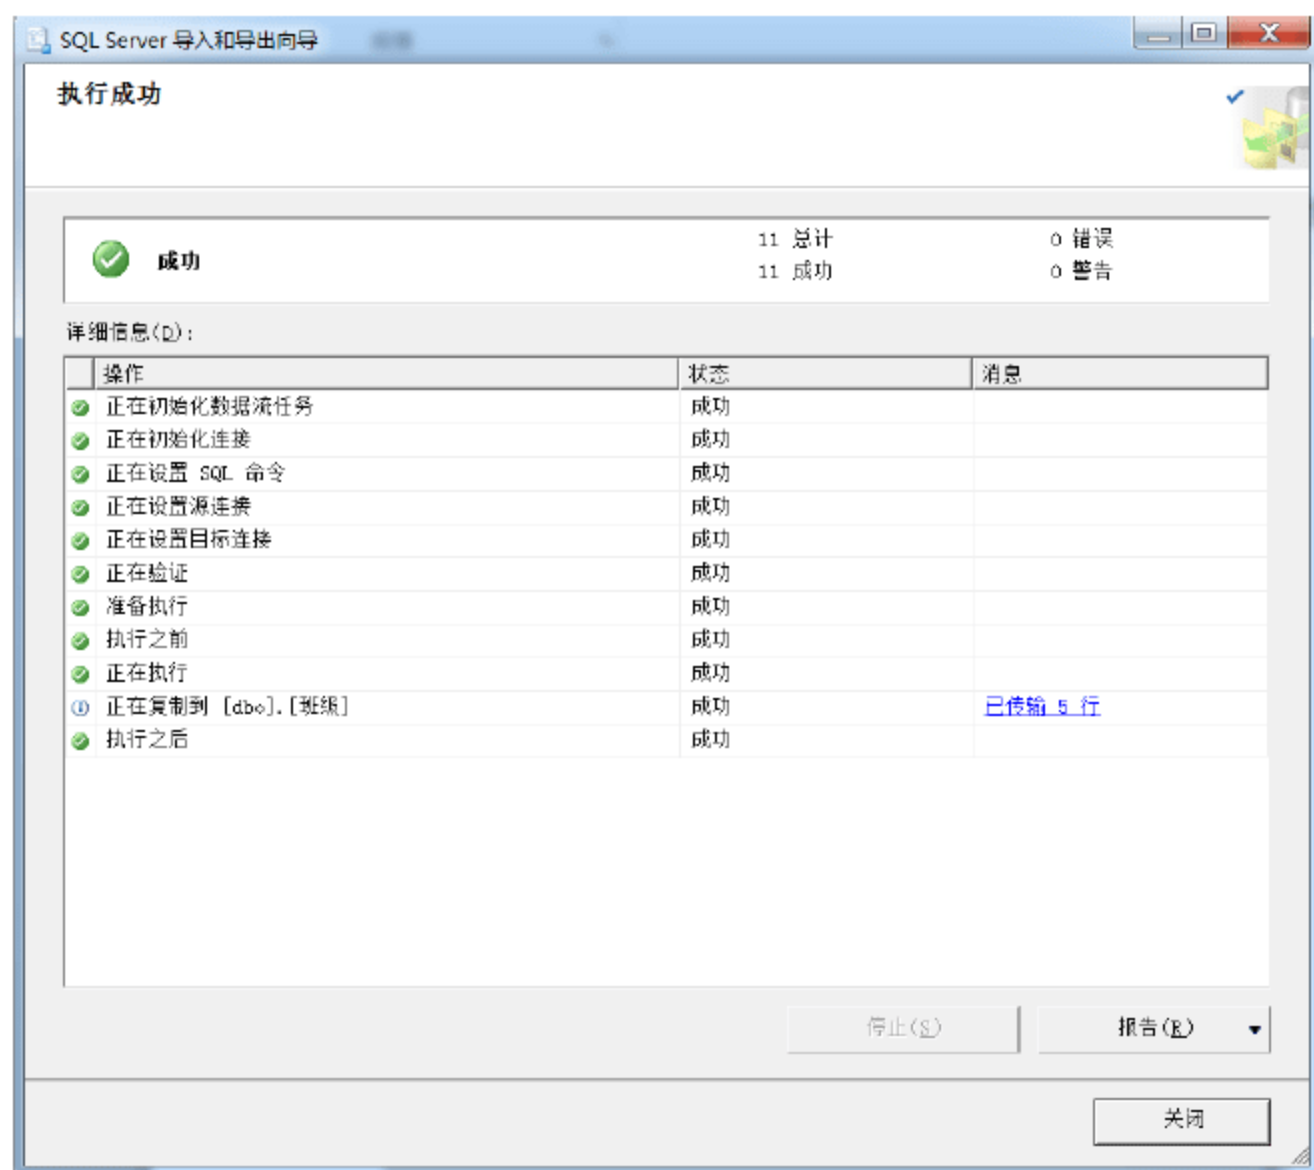 SQL Server 导入和导出向导
执行成功
成功
11 总计
0 错误
11 成功
0 警告
详细信息(D):
操作 状态 消息
正在初始化数据流任务 成功
正在初始化连接 成功
正在设置 SQL 命令 成功
正在设置源连接 成功
正在设置目标连接 成功
正在验证 成功
准备执行 成功
执行之前 成功
正在执行 成功
正在复制到 [dbo].[班级] 成功 已传输 5 行
执行之后 成功
停止(S)
报告(R)
关闭